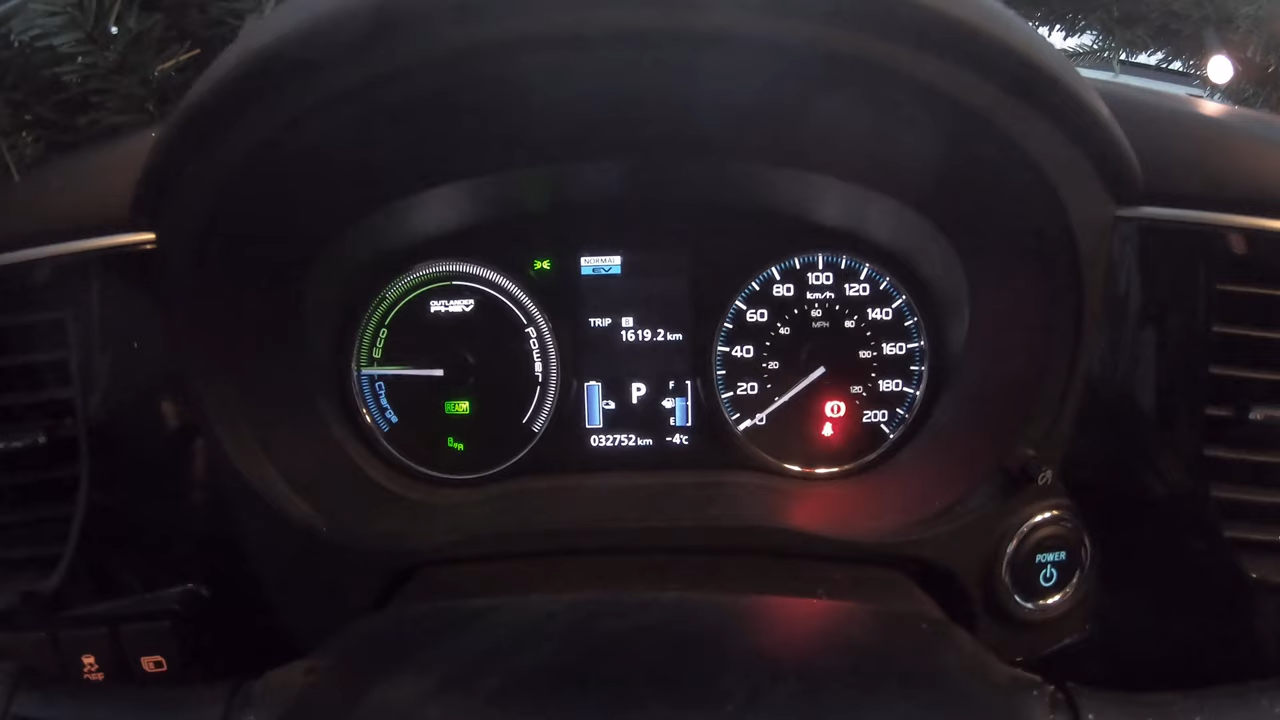 NORMAL
EV
OUTLANDER
PHEV
Eco
Power
Charge
READY
A
TRIP B
1619.2 km
P
F
E
032752 km
-4°C
0
20
40
60
80
100
120
140
160
180
200
km/h
20
40
60
80
100
120
MPH
POWER
OFF